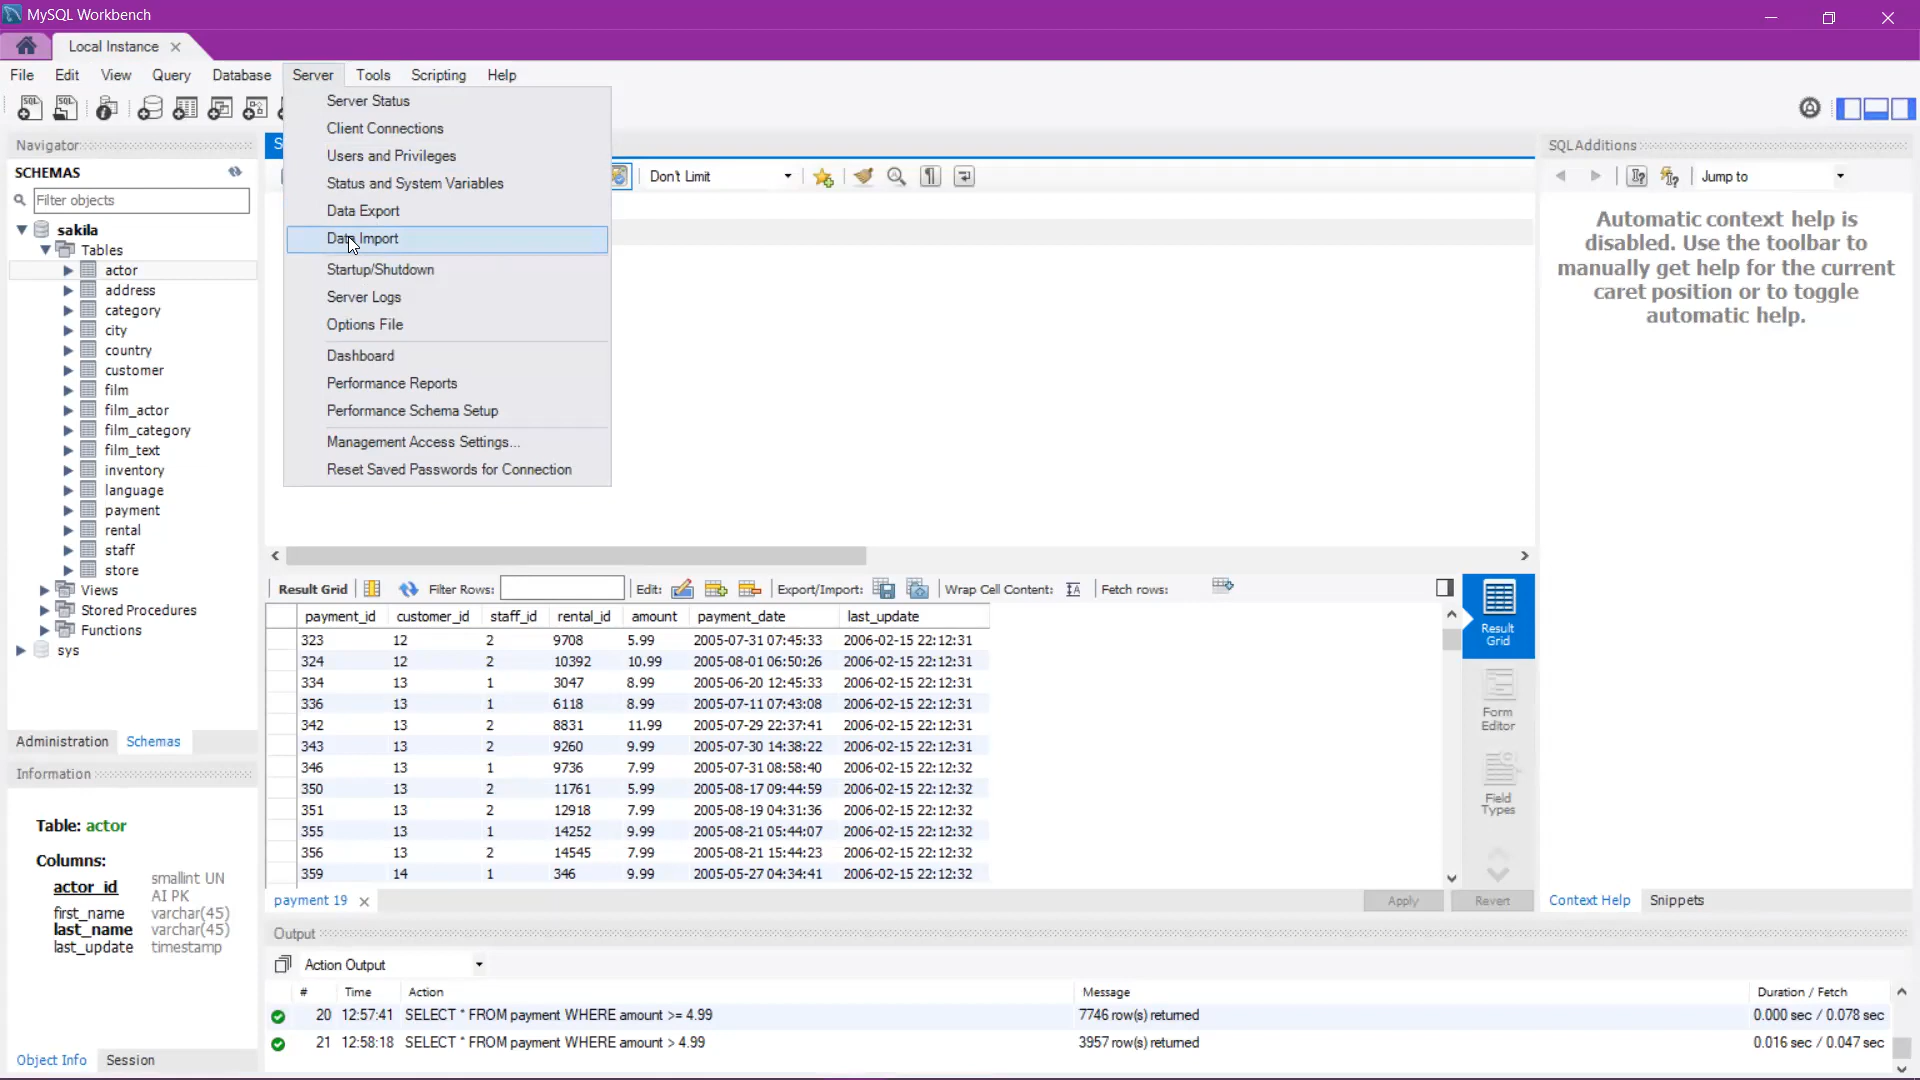 MySQL Workbench
Local Instance
File Edit View Query Database Server Tools Scripting Help
Server Status
Client Connections
Users and Privileges
Status and System Variables
Data Export
Data Import
Startup/Shutdown
Server Logs
Options File
Dashboard
Performance Reports
Performance Schema Setup
Management Access Settings...
Reset Saved Passwords for Connection
Navigator
SCHEMAS
Filter objects
sakila
Tables
actor
address
category
city
country
customer
film
film_actor
film_category
film_text
inventory
language
payment
rental
staff
store
Views
Stored Procedures
Functions
sys
Administration Schemas
Information
Table: actor
Columns:
actor_id smallint UN
AI PK
first_name varchar(45)
last_name varchar(45)
last_update timestamp
Object Info Session
Don't Limit
Result Grid Filter Rows: Edit: Export/Import: Wrap Cell Content: Fetch rows:
payment_id customer_id staff_id rental_id amount payment_date last_update
323 12 2 9708 5.99 2005-07-31 07:45:33 2006-02-15 22:12:31
324 12 2 10392 10.99 2005-08-01 06:50:26 2006-02-15 22:12:31
334 13 1 3047 8.99 2005-06-20 12:45:33 2006-02-15 22:12:31
336 13 1 6118 8.99 2005-07-11 07:43:08 2006-02-15 22:12:31
342 13 2 8831 11.99 2005-07-29 22:37:41 2006-02-15 22:12:31
343 13 2 9260 9.99 2005-07-30 14:38:22 2006-02-15 22:12:31
346 13 1 9736 7.99 2005-07-31 08:58:40 2006-02-15 22:12:32
350 13 2 11761 5.99 2005-08-17 09:44:59 2006-02-15 22:12:32
351 13 2 12918 7.99 2005-08-19 04:31:36 2006-02-15 22:12:32
355 13 1 14252 9.99 2005-08-21 05:44:07 2006-02-15 22:12:32
356 13 2 14545 7.99 2005-08-21 15:44:23 2006-02-15 22:12:32
359 14 1 346 9.99 2005-05-27 04:34:41 2006-02-15 22:12:32
Result
Grid
Form
Editor
Field
Types
payment 19 Apply Revert
Output
Action Output
# Time Action Message Duration / Fetch
20 12:57:41 SELECT * FROM payment WHERE amount >= 4.99 7746 row(s) returned 0.000 sec / 0.078 sec
21 12:58:18 SELECT * FROM payment WHERE amount > 4.99 3957 row(s) returned 0.016 sec / 0.047 sec
SQLAdditions
Jump to
Automatic context help is
disabled. Use the toolbar to
manually get help for the current
caret position or to toggle
automatic help.
Context Help Snippets